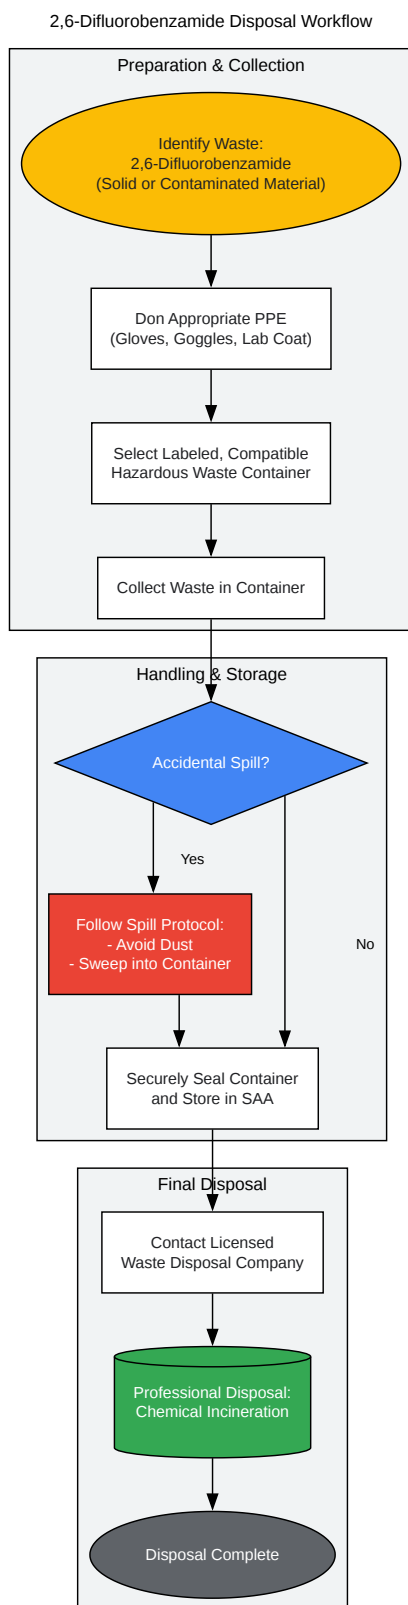 2,6-Difluorobenzamide Disposal Workflow
Preparation & Collection
Identify Waste:
2,6-Difluorobenzamide
(Solid or Contaminated Material)
Don Appropriate PPE
(Gloves, Goggles, Lab Coat)
Select Labeled, Compatible
Hazardous Waste Container
Collect Waste in Container
Handling & Storage
Accidental Spill?
Yes
Follow Spill Protocol:
- Avoid Dust
- Sweep into Container
No
Securely Seal Container
and Store in SAA
Final Disposal
Contact Licensed
Waste Disposal Company
Professional Disposal:
Chemical Incineration
Disposal Complete